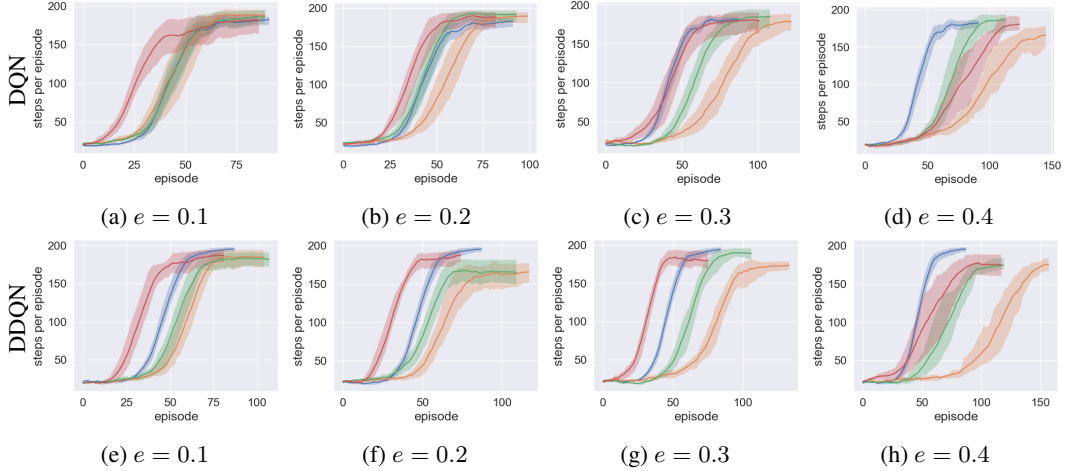 DQN
steps per episode
200
150
100
50
0
25
50
75
episode
(a) e = 0.1
steps per episode
200
150
100
50
0
25
50
75
100
episode
(b) e = 0.2
steps per episode
200
150
100
50
0
50
100
episode
(c) e = 0.3
steps per episode
200
150
100
50
0
50
100
150
episode
(d) e = 0.4
DDQN
steps per episode
200
150
100
50
0
25
50
75
100
episode
(e) e = 0.1
steps per episode
200
150
100
50
0
50
100
episode
(f) e = 0.2
steps per episode
200
150
100
50
0
50
100
episode
(g) e = 0.3
steps per episode
200
150
100
50
0
50
100
150
episode
(h) e = 0.4